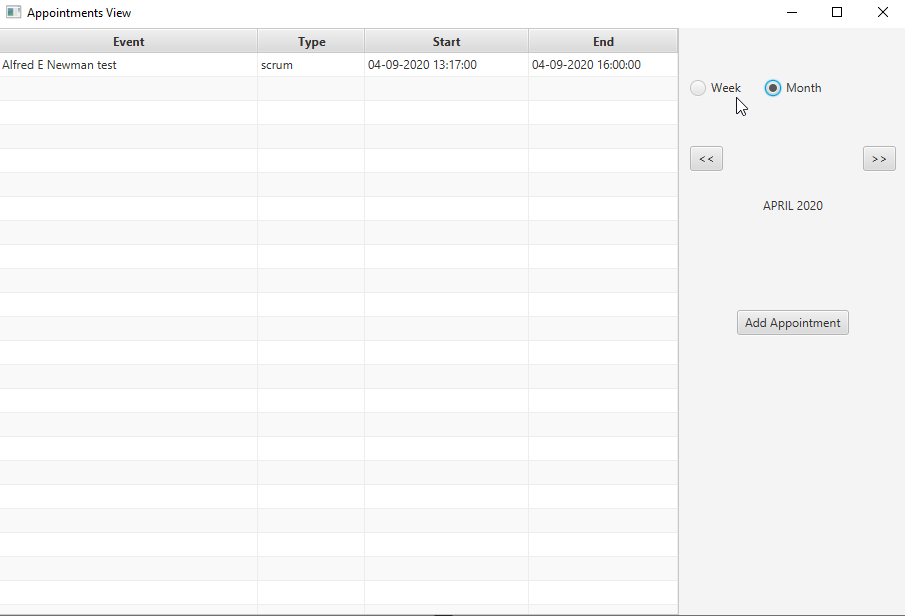 Appointments View
Event Type Start End
Alfred E Newman test scrum 04-09-2020 13:17:00 04-09-2020 16:00:00
Week Month
<< >>
APRIL 2020
Add Appointment